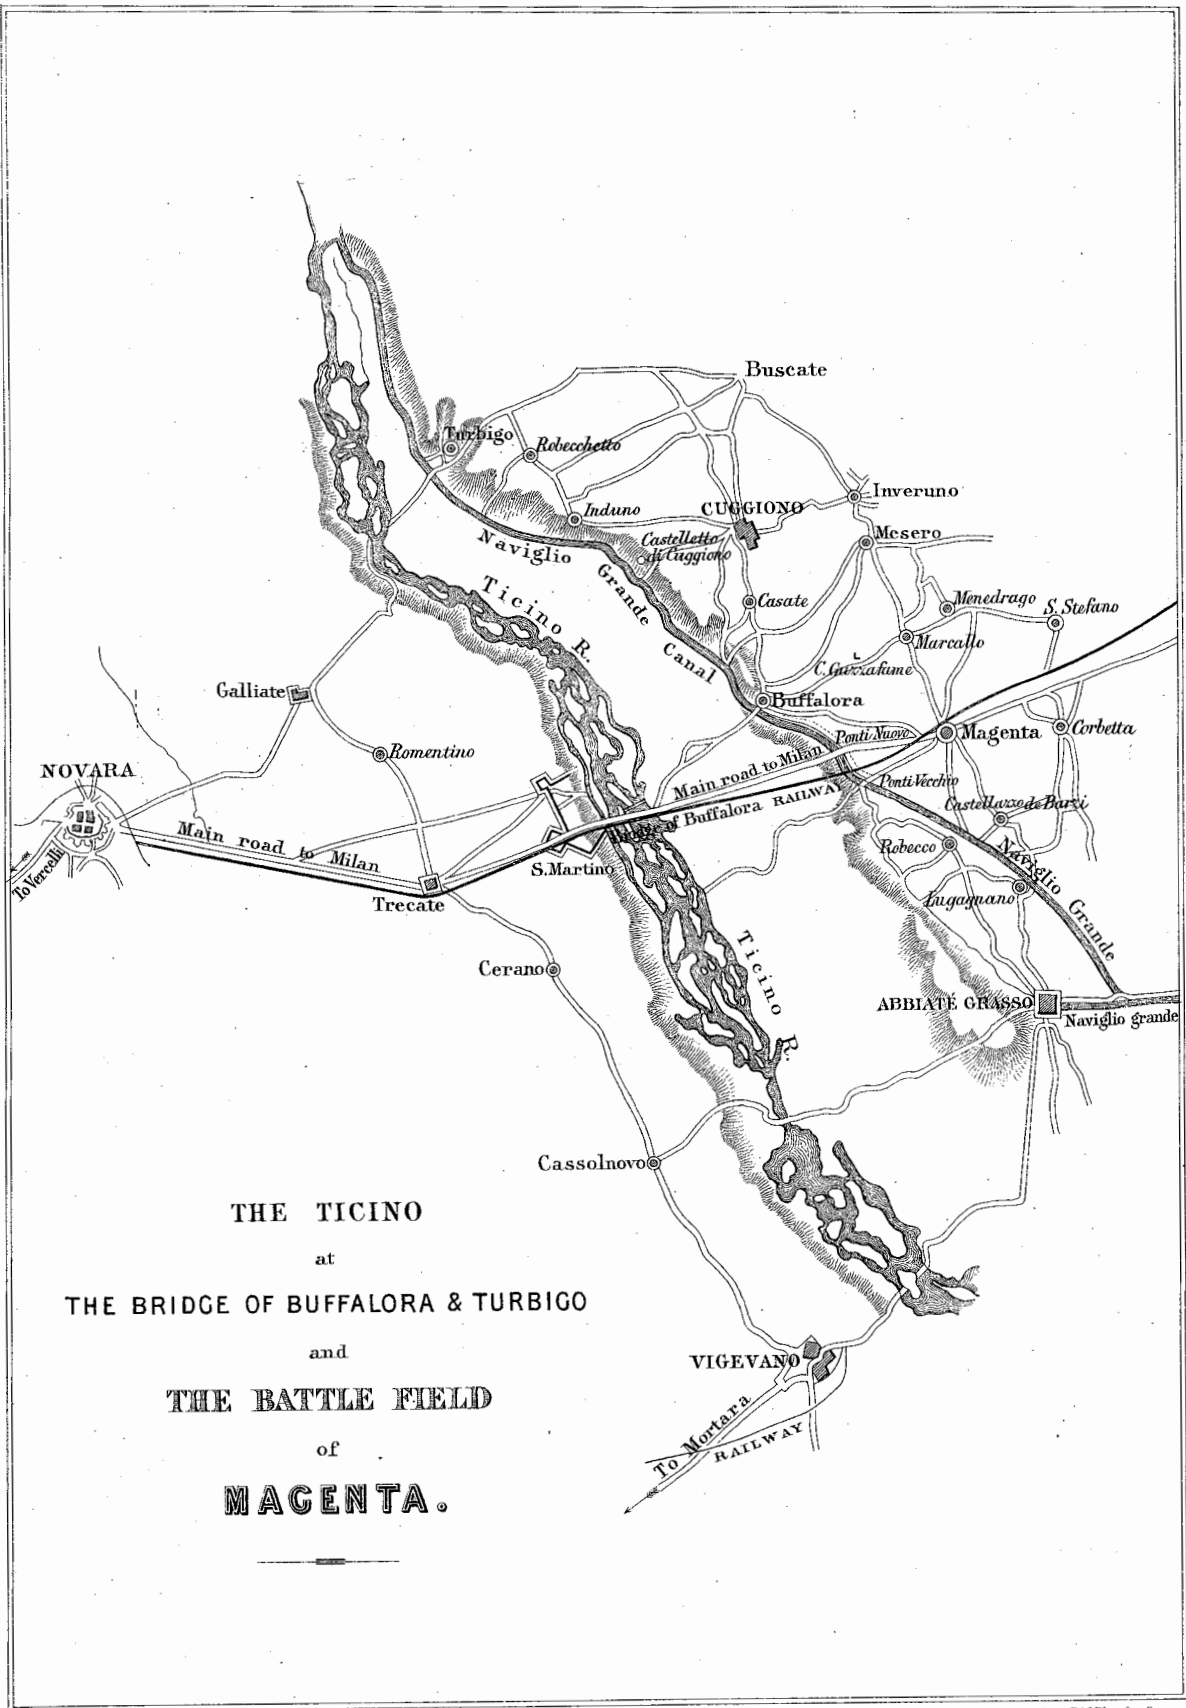 Buscate
Turbigo
Robecchetto
Inveruno
CUGGIONO
Induno
Mesero
Castelletto
di Cuggiono
Naviglio
Grande
Canal
Ticino R.
Casate
Menedrago
S. Stefano
Marcallo
C. Guzzafame
Galliate
Buffalora
Magenta
Corbetta
Ponti Nuovo
Romentino
NOVARA
Main road to Milan
Ponti Vecchio
Bridge of Buffalora RAILWAY
Castellazzo de Barzi
Main road to Milan
Robecco
Naviglio
Grande
To Vercelli
S. Martino
Lugagnano
Trecate
Ticino R.
Cerano
ABBIATÉ GRASSO
Naviglio grande
Cassolnovo
THE TICINO
at
THE BRIDGE OF BUFFALORA & TURBIGO
and
THE BATTLE FIELD
of
MAGENTA.
VIGEVANO
To Mortara
RAILWAY